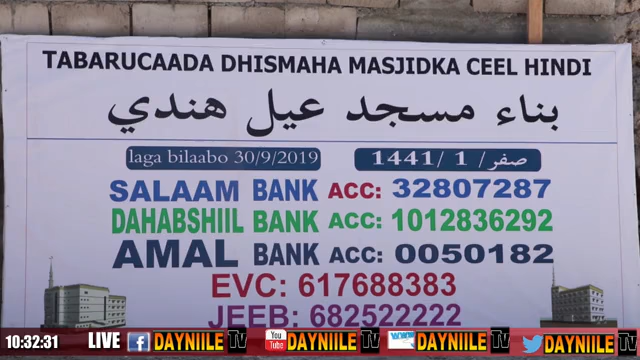 TABARUCAADA DHISMAHA MASJIDKA CEEL HINDI
بناء مسجد عيل هندي
laga bilaabo 30/9/2019
صفر/ 1 /1441
SALAAM BANK ACC: 32807287
DAHABSHIIL BANK ACC: 1012836292
AMAL BANK ACC: 0050182
EVC: 617688383
JEEB: 682522222
10:32:31 LIVE f DAYNIILE TV You Tube DAYNIILE TV DAYNIILE TV DAYNIILE TV